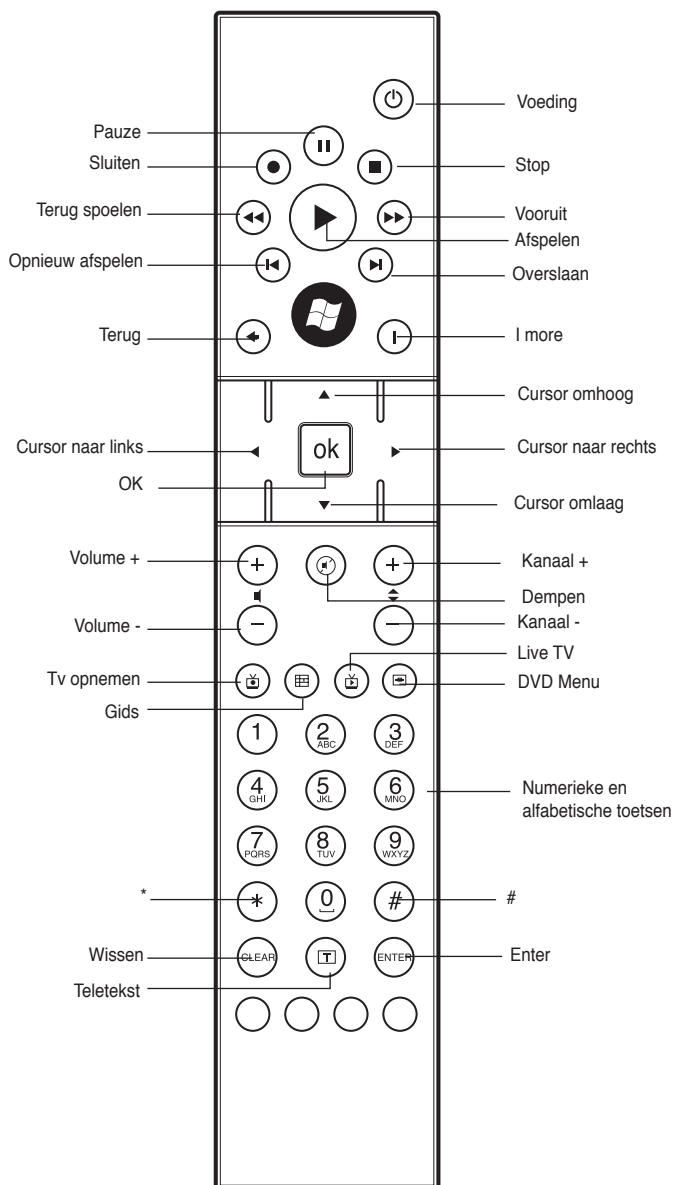 Voeding
Pauze
Sluiten
Stop
Terug spoelen
Vooruit
Afspelen
Opnieuw afspelen
Overslaan
Terug
I more
Cursor omhoog
Cursor naar links
ok
Cursor naar rechts
OK
Cursor omlaag
Volume +
Kanaal +
Dempen
Volume -
Kanaal -
Live TV
Tv opnemen
DVD Menu
Gids
1
2
ABC
3
DEF
4
GHI
5
JKL
6
MNO
Numerieke en
alfabetische toetsen
7
PQRS
8
TUV
9
WXYZ
*
*
0
#
#
Wissen
CLEAR
T
ENTER
Enter
Teletekst